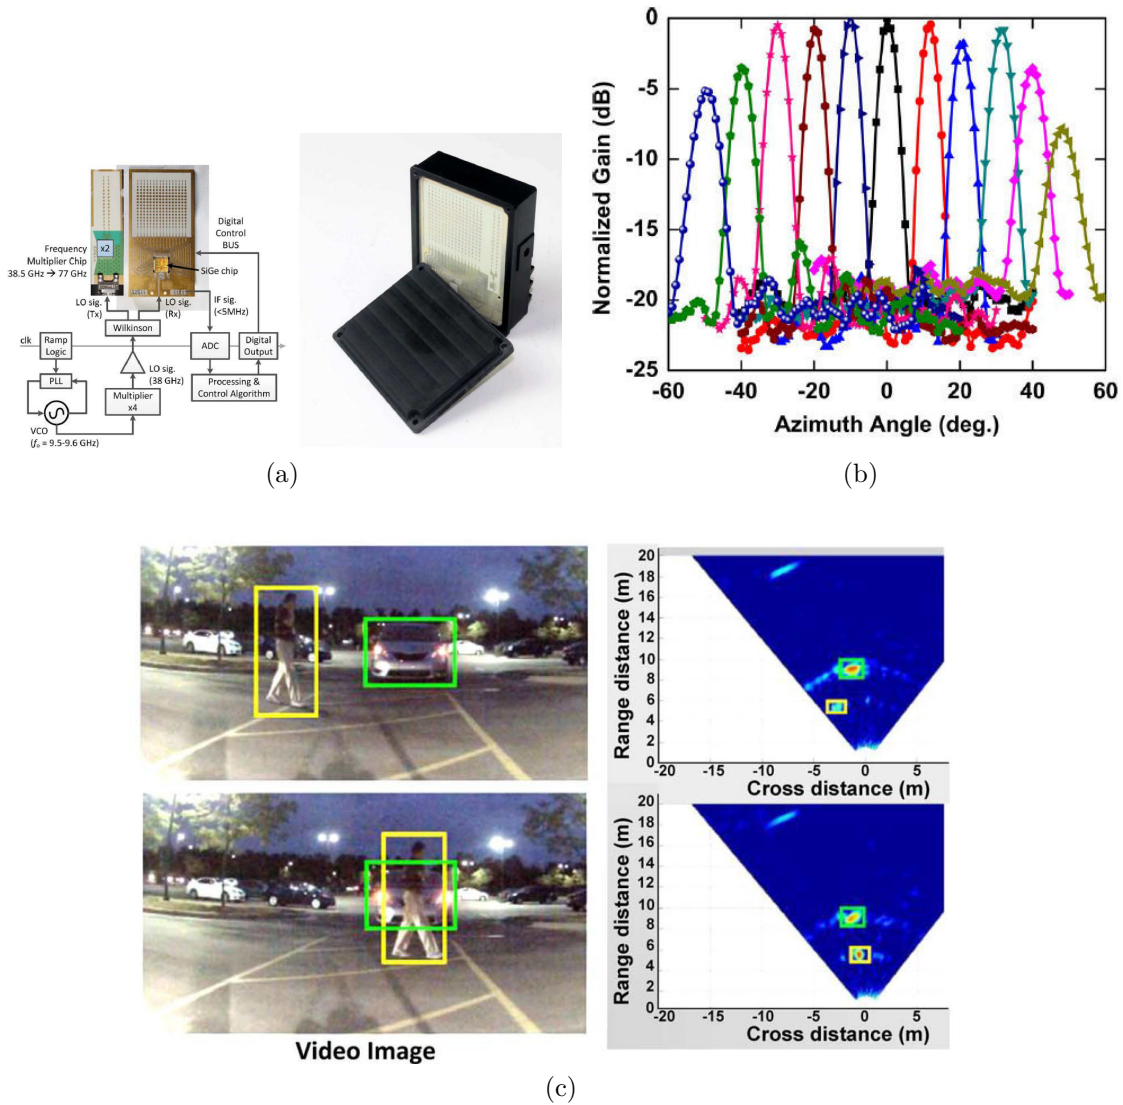 x2
Frequency
Multiplier Chip
38.5 GHz → 77 GHz
SiGe chip
Digital
Control
BUS
LO sig.
(Tx)
LO sig.
(Rx)
IF sig.
(<5MHz)
Wilkinson
clk
Ramp
Logic
ADC
Digital
Output
LO sig.
(38 GHz)
PLL
Multiplier
x4
Processing &
Control Algorithm
VCO
(fo = 9.5-9.6 GHz)
(a)
0
-5
-10
-15
-20
-25
Normalized Gain (dB)
-60 -40 -20 0 20 40 60
Azimuth Angle (deg.)
(b)
20
18
16
14
12
10
8
6
4
2
0
Range distance (m)
-20 -15 -10 -5 0 5
Cross distance (m)
20
18
16
14
12
10
8
6
4
2
0
Range distance (m)
-20 -15 -10 -5 0 5
Cross distance (m)
Video Image
(c)